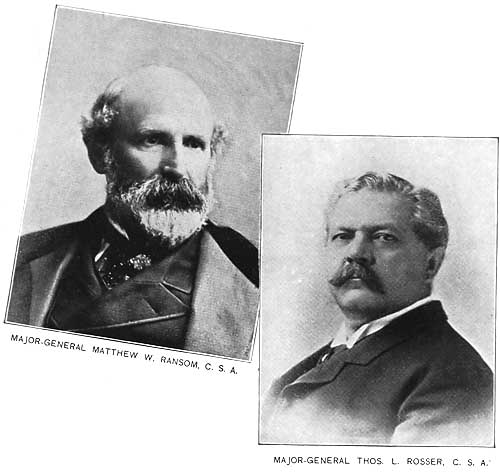 MAJOR-GENERAL MATTHEW W. RANSOM, C. S. A.
MAJOR-GENERAL THOS. L. ROSSER, C. S. A.